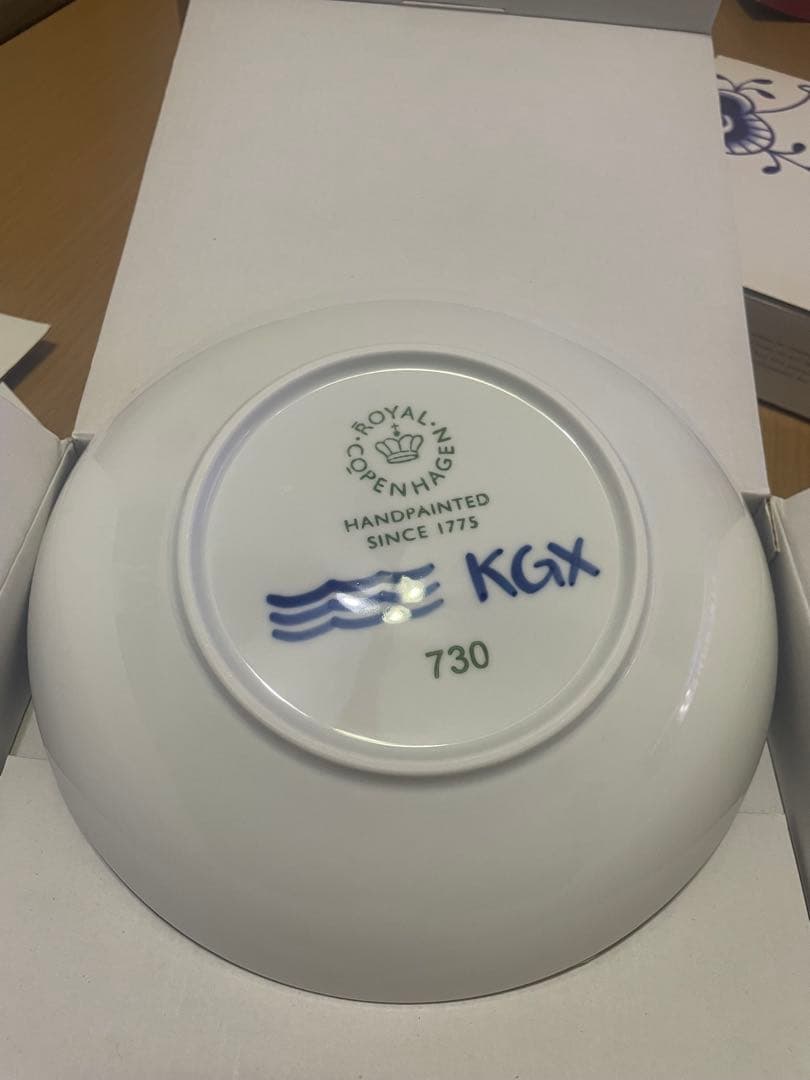 ROYAL
COPENHAGEN
HANDPAINTED
SINCE 1775
KGX
730